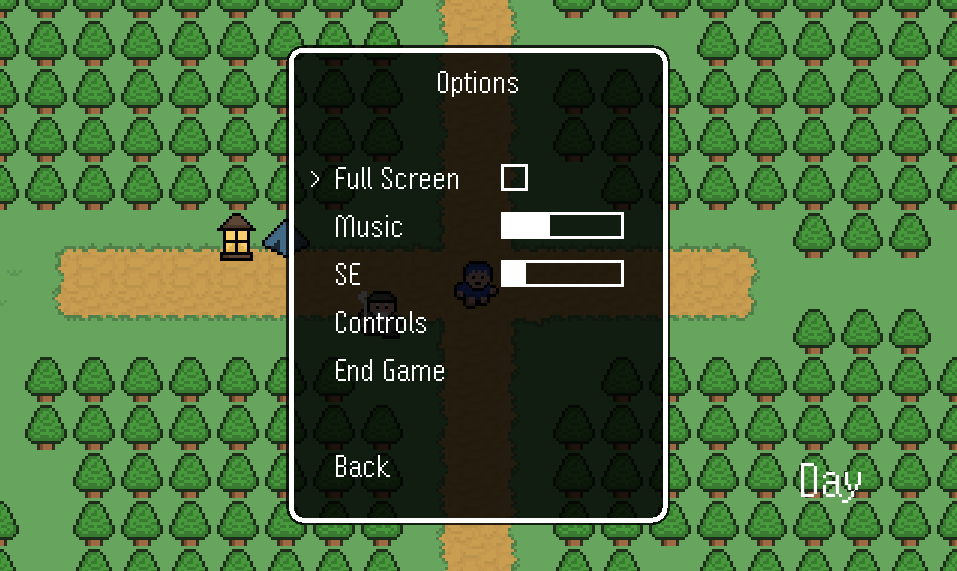 Options
> Full Screen
Music
SE
Controls
End Game
Back
Day